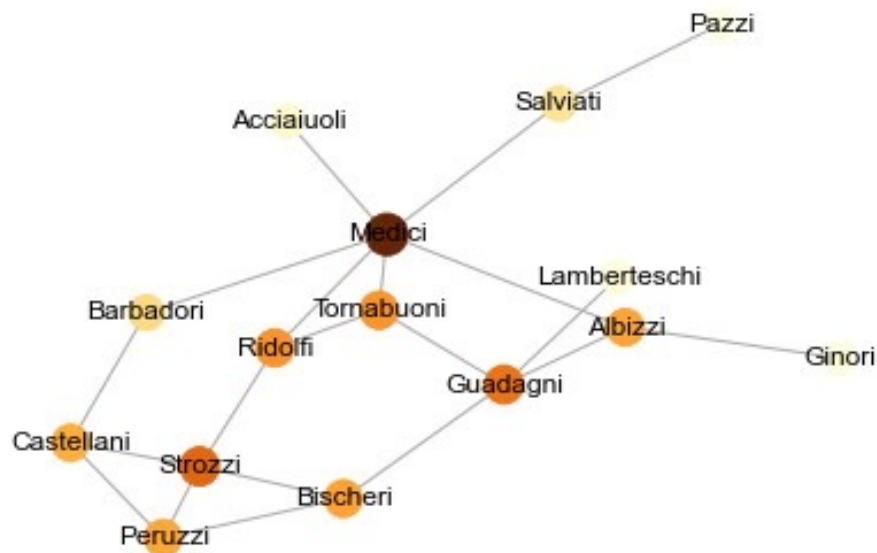 Pazzi
Salviati
Acciaiuoli
Medici
Lamberteschi
Barbadori
Tornabuoni
Albizzi
Ridolfi
Ginori
Guadagni
Castellani
Strozzi
Bischeri
Peruzzi